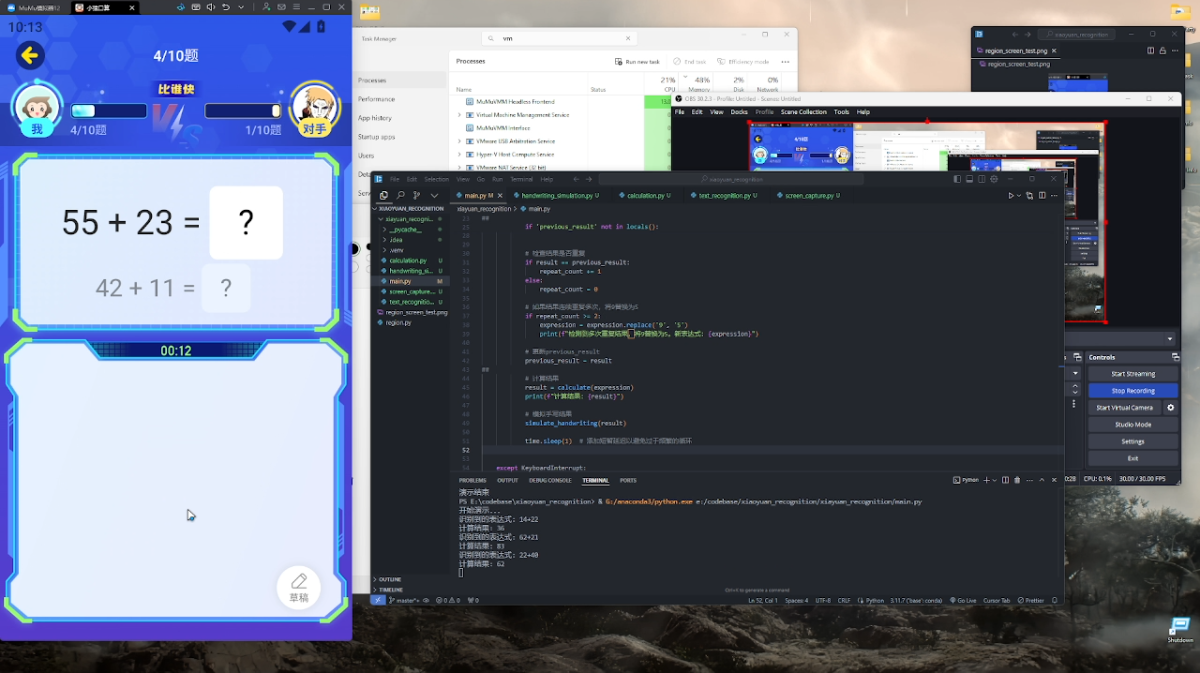 MuMu模拟器12
小猿口算
10:13
4/10题
比谁快
我
4/10题
VS
对手
1/10题
55 + 23 = ?
42 + 11 = ?
00:12
草稿
Task Manager
vm
Processes
Run new task
End task
Efficiency mode
Processes
Performance
App history
Startup apps
Users
Name
Status
21%
CPU
48%
Memory
2%
Disk
0%
Network
MuMuVMM Headless Frontend
Virtual Machine Management Service
MuMuVMM Interface
VMware USB Arbitration Service
Hyper-V Host Compute Service
VMware NAT Service (32 bit)
xiaoyuan_recognition
region_screen_test.png
region_screen_test.png
OBS 30.2.3 - Profile: Untitled - Scenes: Untitled
File Edit View Docks Profile Scene Collection Tools Help
Controls
Start Streaming
Stop Recording
Start Virtual Camera
Studio Mode
Settings
Exit
CPU: 0.1% 30.00 / 30.00 FPS
File Edit Selection View Go Run Terminal Help
xiaoyuan_recognition
main.py M
handwriting_simulation.py U
calculation.py U
text_recognition.py U
screen_capture.py U
xiaoyuan_recognition > main.py
XIAOYUAN_RECOGNITION
xiayuan_recogni...
__pycache__
.idea
.venv
calculation.py U
handwriting_si... U
main.py M
screen_capture... U
text_recognitio... U
region_screen_test.png
region.py
OUTLINE
TIMELINE
##
if 'previous_result' not in locals():
# 检查结果是否重复
if result == previous_result:
repeat_count += 1
else:
repeat_count = 0
# 如果结果连续重复多次，将9替换为5
if repeat_count >= 2:
expression = expression.replace('9', '5')
print(f"检测到多次重复结果，将9替换为5。新表达式: {expression}")
# 更新previous_result
previous_result = result
##
# 计算结果
result = calculate(expression)
print(f"计算结果: {result}")
# 模拟手写结果
simulate_handwriting(result)
time.sleep(1) # 添加短暂延迟以避免过于频繁的循环
except KeyboardInterrupt:
PROBLEMS OUTPUT DEBUG CONSOLE TERMINAL PORTS
Python
演示结束
PS E:\codebase\xiaoyuan_recognition> & G:/anaconda3/python.exe e:/codebase/xiaoyuan_recognition/xiayuan_recognition/main.py
开始演示...
识别到的表达式: 14+22
计算结果: 36
识别到的表达式: 62+21
计算结果: 83
识别到的表达式: 22+40
计算结果: 62
Ctrl+K to generate a command
master*+
Ln 52, Col 1 Spaces: 4 UTF-8 CRLF Python 3.11.7 ('base': conda) Go Live Cursor Tab Prettier
Shutdown